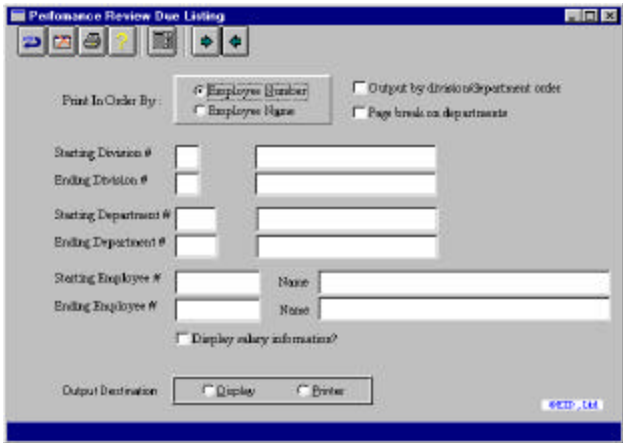 Perfomance Review Due Listing
Print In Order By :
Employee Number
Employee Name
Output by division/department order
Page break on departments
Starting Division #
Ending Division #
Starting Department #
Ending Department #
Starting Employee # Name
Ending Employee # Name
Display salary information?
Output Destination Display Printer